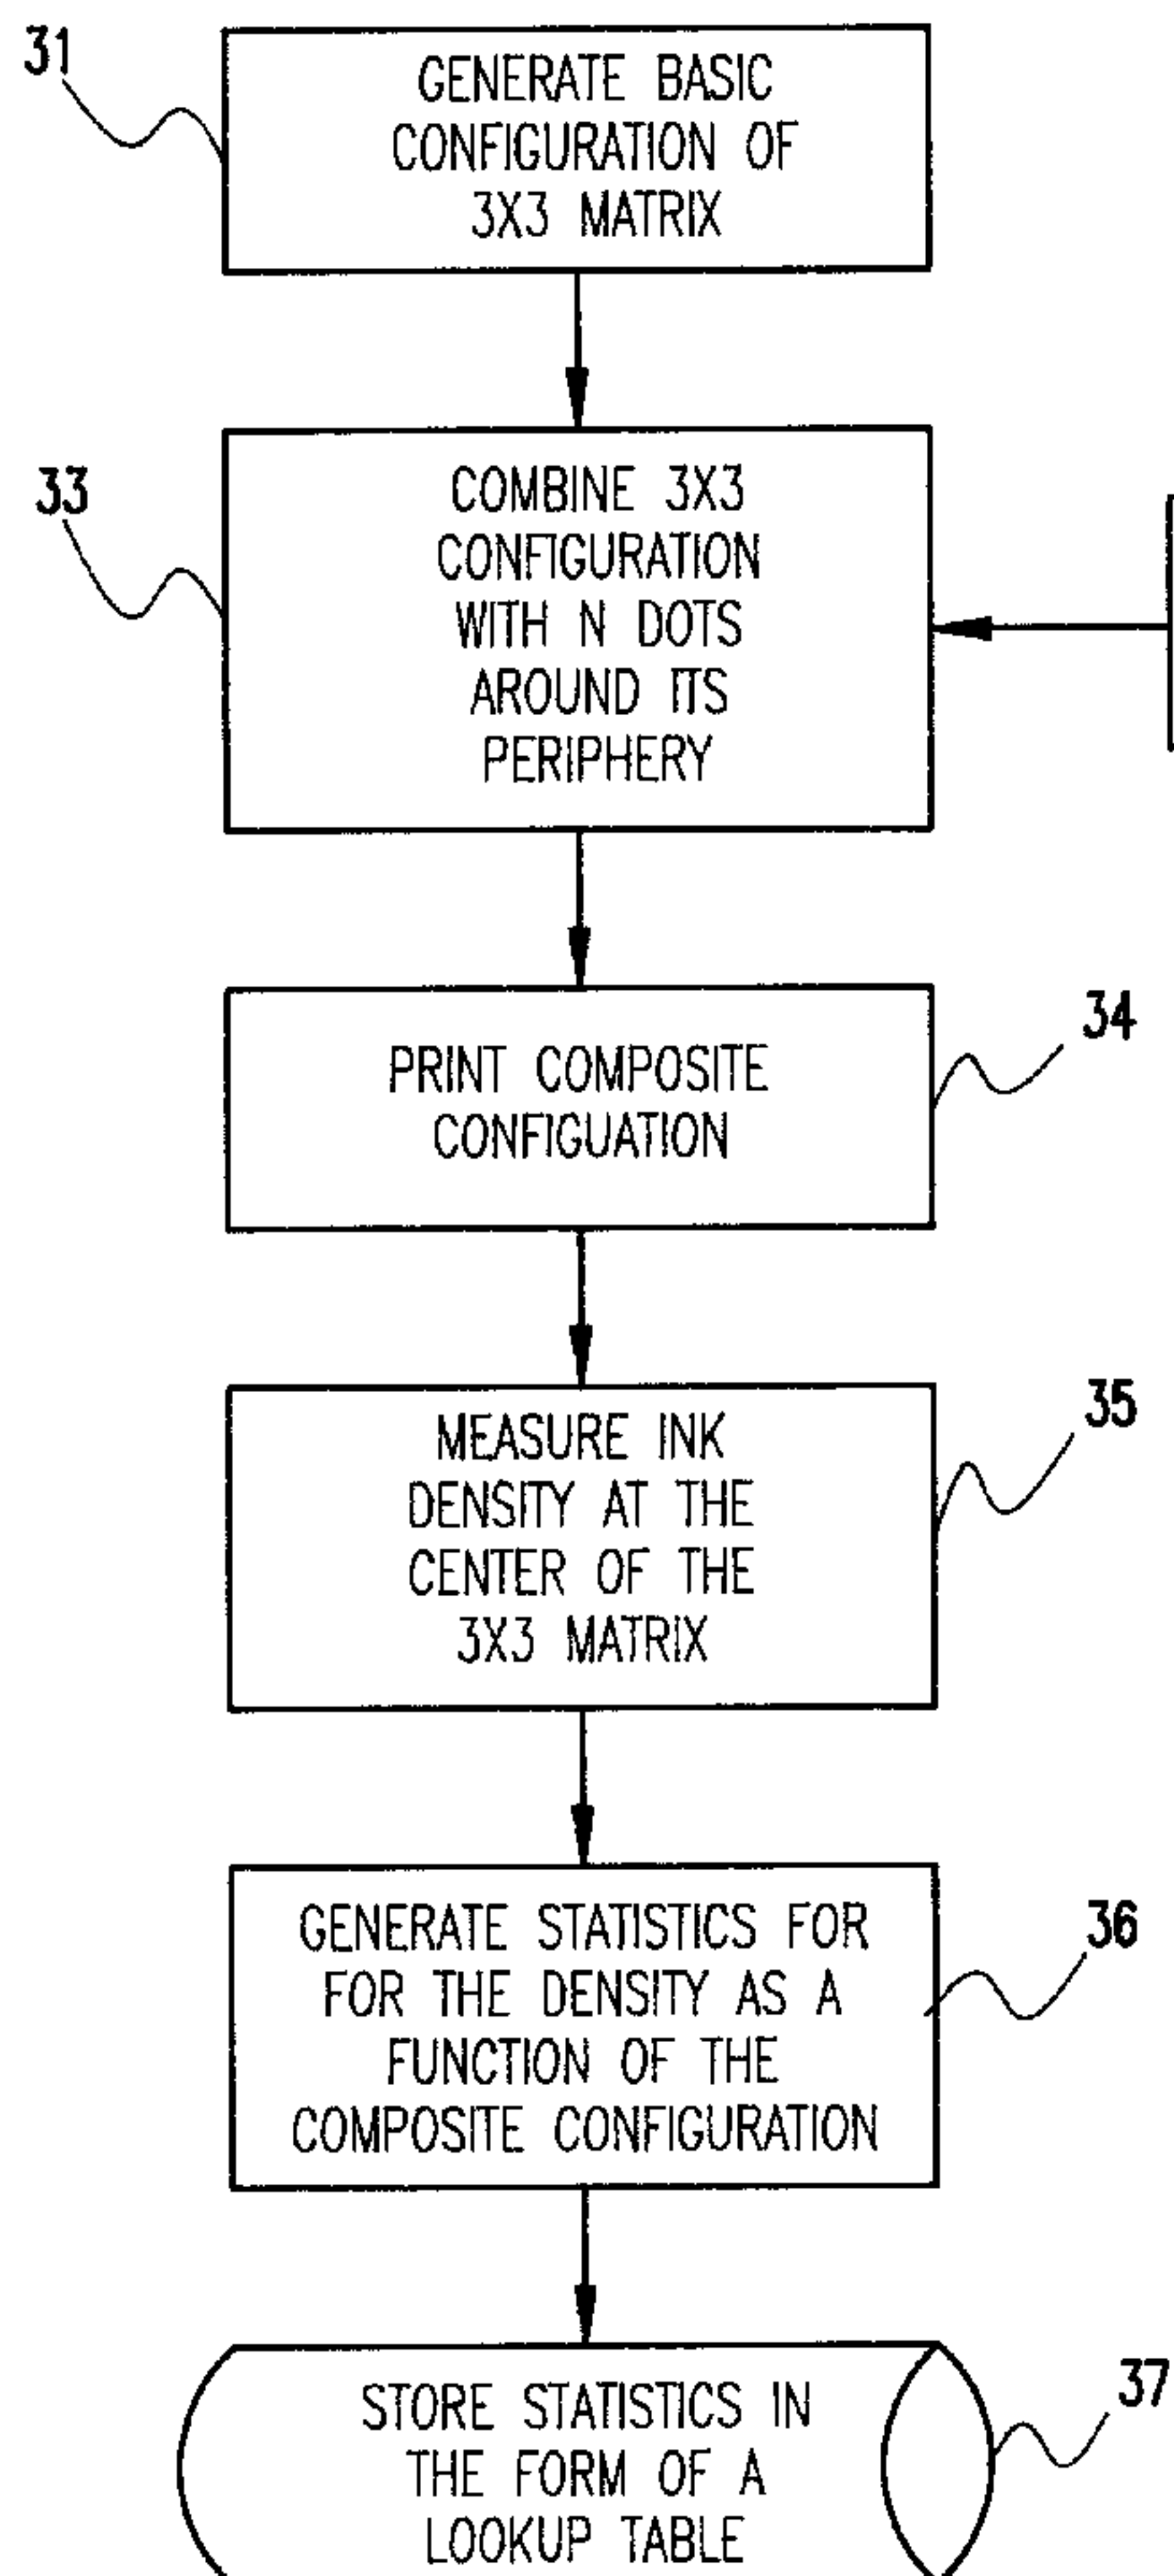 31
GENERATE BASIC
CONFIGURATION OF
3X3 MATRIX
33
COMBINE 3X3
CONFIGURATION
WITH N DOTS
AROUND ITS
PERIPHERY
34
PRINT COMPOSITE
CONFIGUATION
35
MEASURE INK
DENSITY AT THE
CENTER OF THE
3X3 MATRIX
36
GENERATE STATISTICS FOR
FOR THE DENSITY AS A
FUNCTION OF THE
COMPOSITE CONFIGURATION
37
STORE STATISTICS IN
THE FORM OF A
LOOKUP TABLE